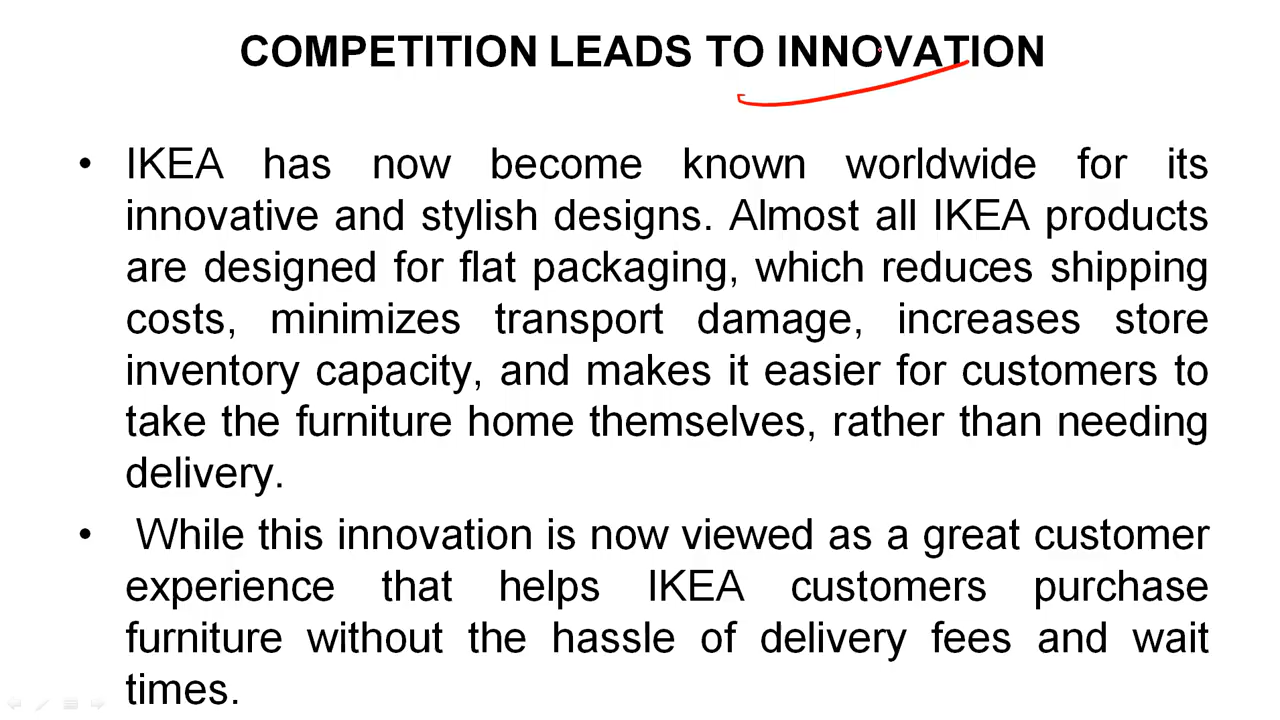 COMPETITION LEADS TO INNOVATION
• IKEA has now become known worldwide for its
innovative and stylish designs. Almost all IKEA products
are designed for flat packaging, which reduces shipping
costs, minimizes transport damage, increases store
inventory capacity, and makes it easier for customers to
take the furniture home themselves, rather than needing
delivery.
• While this innovation is now viewed as a great customer
experience that helps IKEA customers purchase
furniture without the hassle of delivery fees and wait
times.